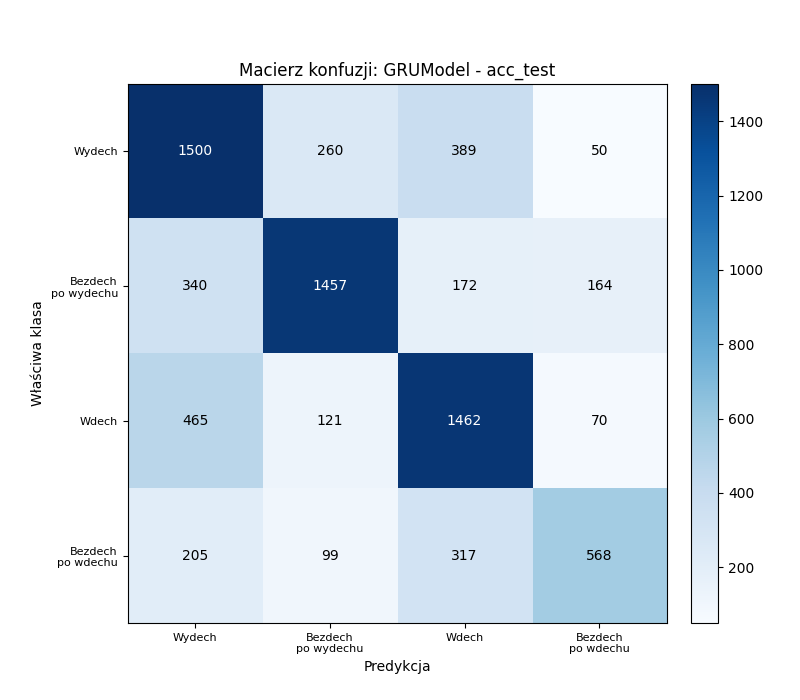 Macierz konfuzji: GRUModel - acc_test
Wydech 1500 260 389 50
Bezdech
po wydechu 340 1457 172 164
Wdech 465 121 1462 70
Bezdech
po wdechu 205 99 317 568
Wydech Bezdech Wdech Bezdech
po wydechu po wdechu
Predykcja
Właściwa klasa
1400
1200
1000
800
600
400
200